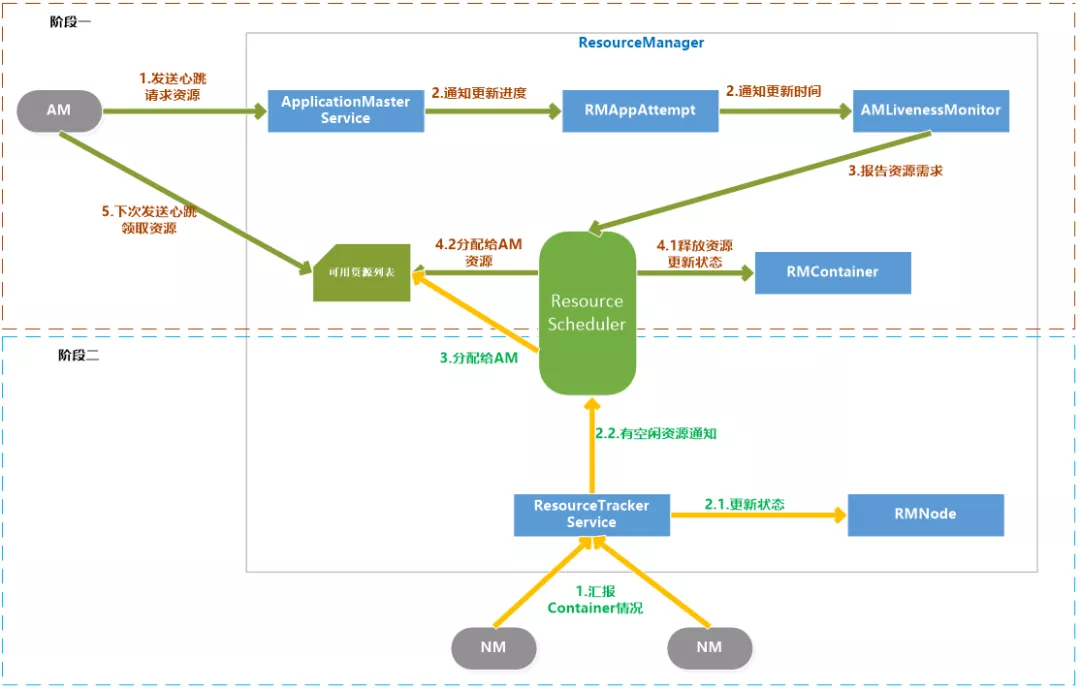 阶段一
ResourceManager
1.发送心跳
请求资源
AM
ApplicationMaster
Service
2.通知更新进度
RMAppAttempt
2.通知更新时间
AMLivenessMonitor
3.报告资源需求
5.下次发送心跳
领取资源
可用资源列表
4.2分配给AM
资源
Resource
Scheduler
4.1释放资源
更新状态
RMContainer
阶段二
3.分配给AM
2.2.有空闲资源通知
ResourceTracker
Service
2.1.更新状态
RMNode
1.汇报
Container情况
NM
NM